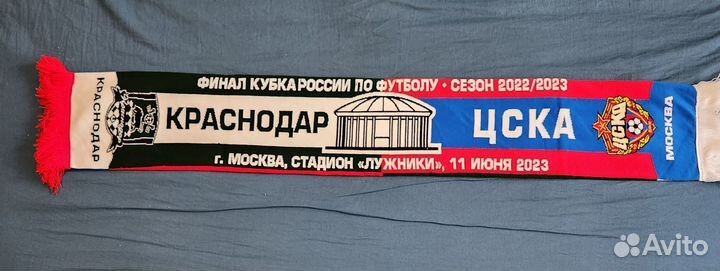 ФИНАЛ КУБКА РОССИИ ПО ФУТБОЛУ · СЕЗОН 2022/2023
КРАСНОДАР
КРАСНОДАР
ЦСКА
ЦСКА
МОСКВА
г. МОСКВА, СТАДИОН «ЛУЖНИКИ», 11 ИЮНЯ 2023
Avito